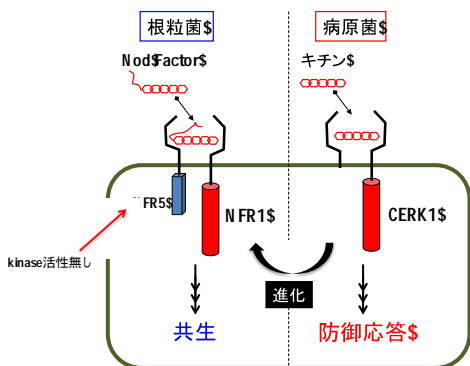 根粒菌$
病原菌$
Nod$Factor$
キチン$
FR5$
NFR1$
CERK1$
kinase活性無し
進化
共生
防御応答$